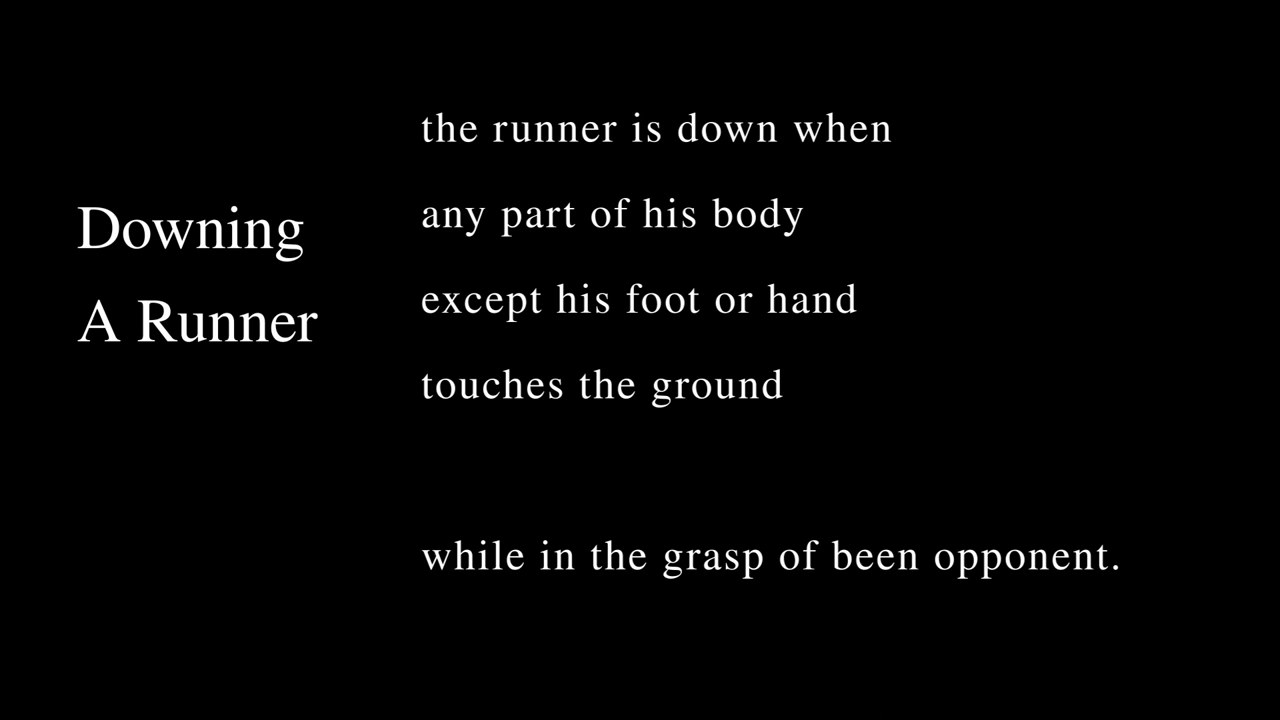 Downing
A Runner
the runner is down when
any part of his body
except his foot or hand
touches the ground
while in the grasp of been opponent.